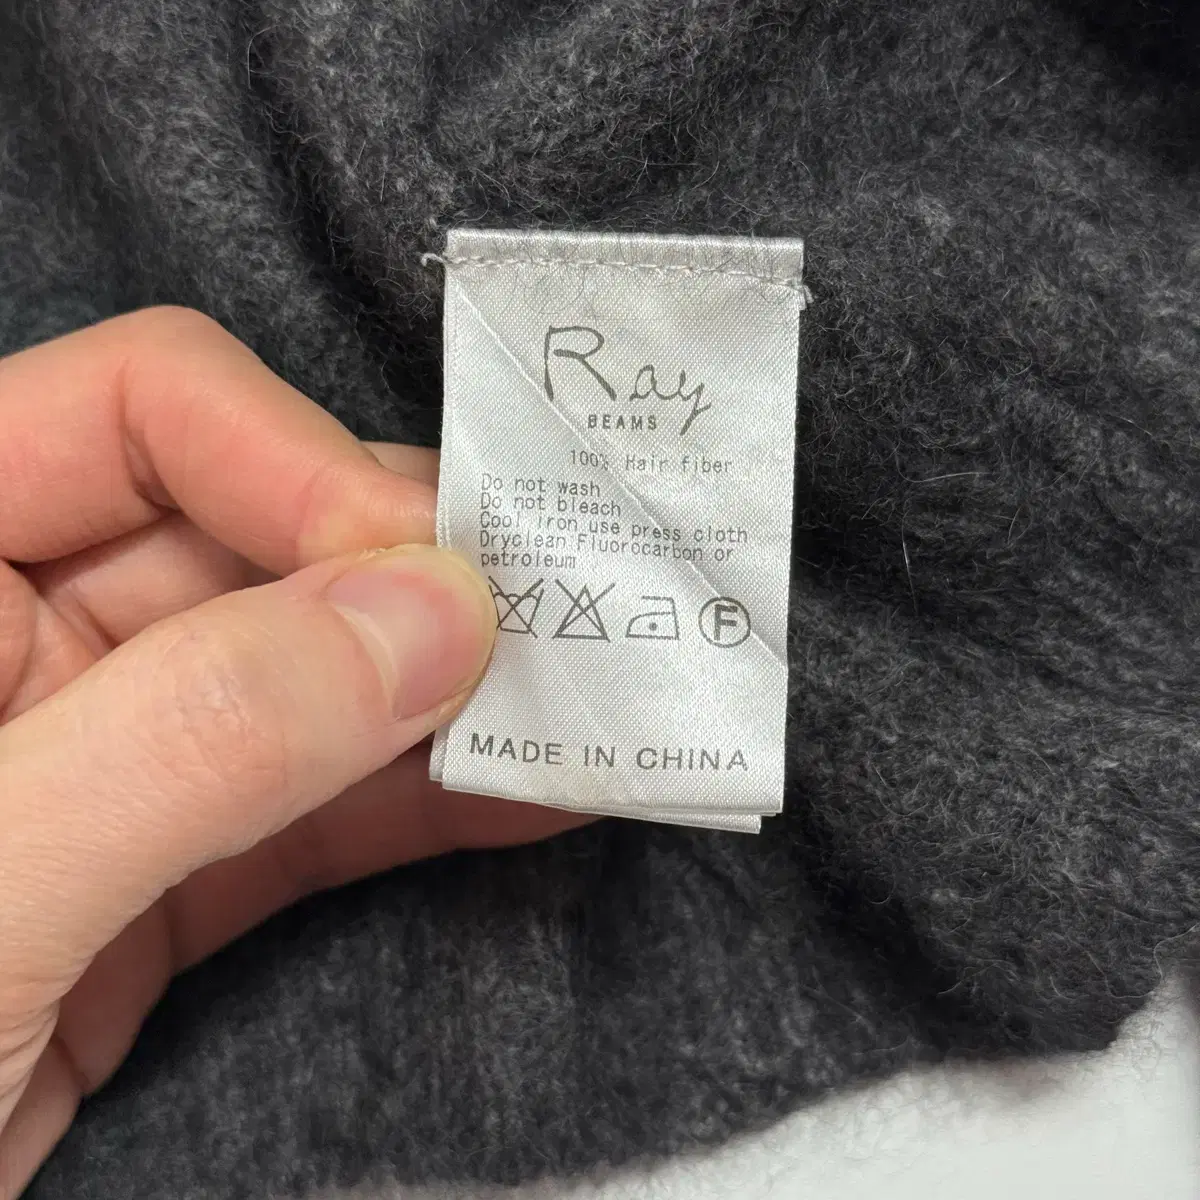 Ray
BEAMS
100% Hair fiber
Do not wash
Do not bleach
Cool iron use press cloth
Dryclean Fluorocarbon or
petroleum
F
MADE IN CHINA